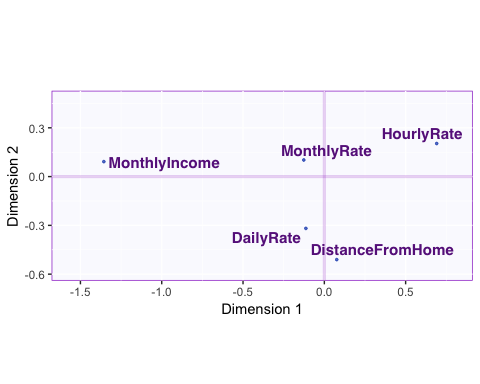 0.3
0.0
-0.3
-0.6
Dimension 2
HourlyRate
MonthlyRate
MonthlyIncome
DailyRate
DistanceFromHome
-1.5
-1.0
-0.5
0.0
0.5
Dimension 1